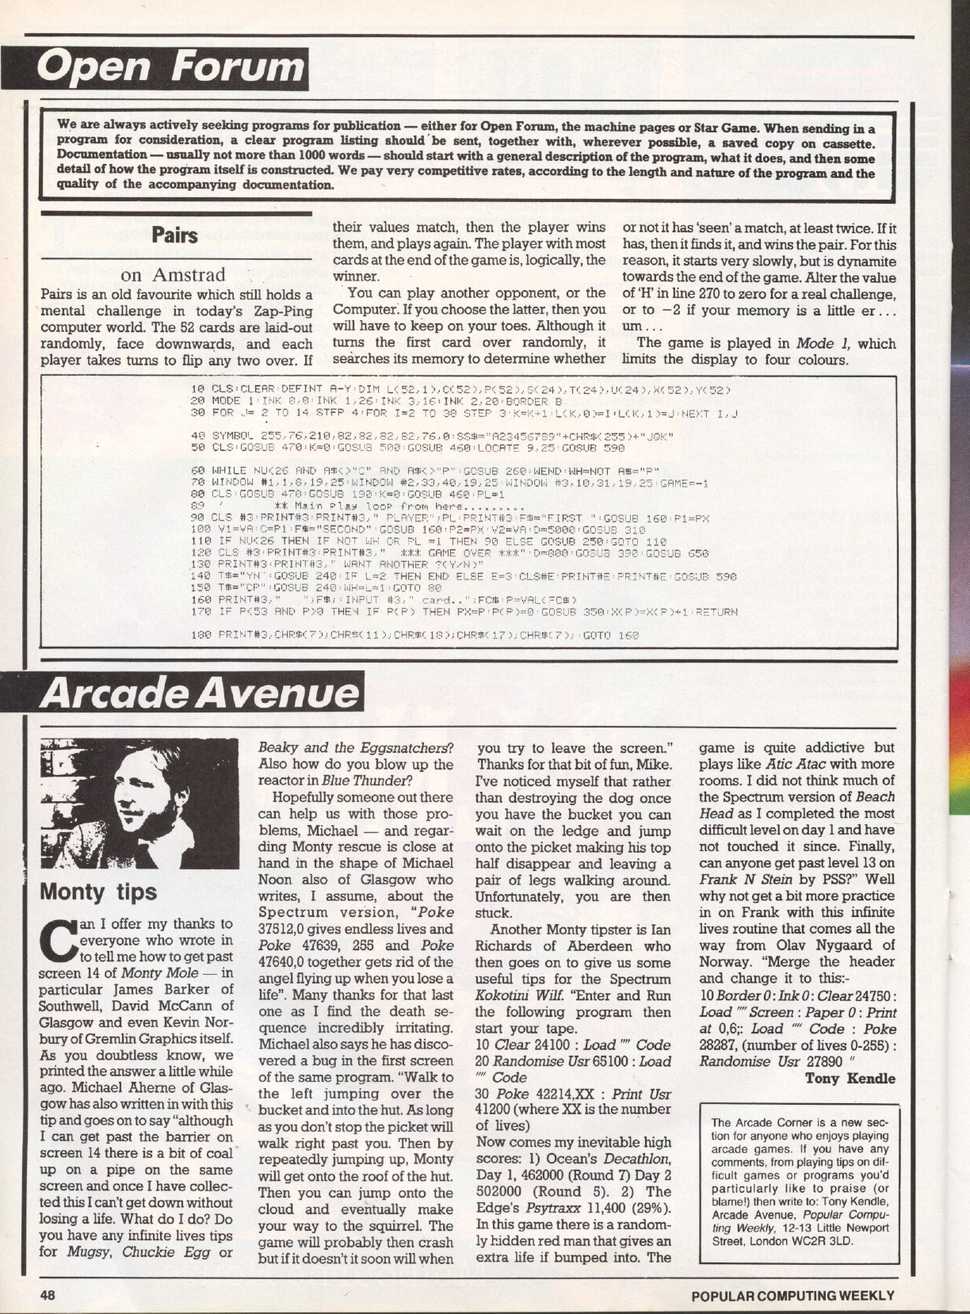 Open Forum
We are always actively seeking programs for publication — either for Open Forum, the machine pages or Star Game. When sending in a
program for consideration, a clear program listing should be sent, together with, wherever possible, a saved copy on cassette.
Documentation — usually not more than 1000 words — should start with a general description of the program, what it does, and then some
detail of how the program itself is constructed. We pay very competitive rates, according to the length and nature of the program and the
quality of the accompanying documentation.
Pairs
on Amstrad
Pairs is an old favourite which still holds a
mental challenge in today's Zap-Ping
computer world. The 52 cards are laid-out
randomly, face downwards, and each
player takes turns to flip any two over. If
their values match, then the player wins
them, and plays again. The player with most
cards at the end of the game is, logically, the
winner.
You can play another opponent, or the
Computer. If you choose the latter, then you
will have to keep on your toes. Although it
turns the first card over randomly, it
searches its memory to determine whether
or not it has 'seen' a match, at least twice. If it
has, then it finds it, and wins the pair. For this
reason, it starts very slowly, but is dynamite
towards the end of the game. Alter the value
of 'H' in line 270 to zero for a real challenge,
or to −2 if your memory is a little er . . .
um . . .
The game is played in Mode 1, which
limits the display to four colours.
10 CLS:CLEAR:DEFINT A-Y:DIM L(52,1),C(52),P(52),S(24),T(24),U(24),W(52),Y(52)
20 MODE 1:INK 0,0:INK 1,26:INK 3,16:INK 2,20:BORDER 0
30 FOR J= 2 TO 14 STEP 4:FOR I=2 TO 38 STEP 3:K=K+1:L(K,0)=I:L(K,1)=J:NEXT I,J
40 SYMBOL 255,76,210,82,82,82,82,76,0:SS$="A23456789"+CHR$(255)+"JQK"
50 CLS:GOSUB 470:K=0:GOSUB 500:GOSUB 460:LOCATE 9,25:GOSUB 590
60 WHILE NU<26 AND A$<>"C" AND A$<>"P":GOSUB 260:WEND:WH=NOT A$="P"
70 WINDOW #1,1,8,19,25:WINDOW #2,33,40,19,25:WINDOW #3,10,31,19,25:GAME=-1
80 CLS:GOSUB 470:GOSUB 190:K=0:GOSUB 460:PL=1
89 ' ** Main Play loop from here.........
90 CLS #3:PRINT#3:PRINT#3," PLAYER";PL:PRINT#3:F$="FIRST ":GOSUB 160:P1=PX
100 V1=VA:C=P1:F$="SECOND":GOSUB 160:P2=PX:V2=VA:D=5000:GOSUB 310
110 IF NU<26 THEN IF NOT WH OR PL =1 THEN 90 ELSE GOSUB 250:GOTO 110
120 CLS #3:PRINT#3:PRINT#3," *** GAME OVER ***":D=800:GOSUB 390:GOSUB 650
130 PRINT#3:PRINT#3," WANT ANOTHER ?(Y/N)"
140 T$="YN":GOSUB 240:IF L=2 THEN END ELSE E=3:CLS#E:PRINT#E:PRINT#E:GOSUB 590
150 T$="CP":GOSUB 240:WH=L=1:GOTO 80
160 PRINT#3," ";F$;:INPUT #3," card..";FC$:P=VAL(FC$)
170 IF P<53 AND P>0 THEN IF P(P) THEN PX=P:P(P)=0:GOSUB 350:X(P)=X(P)+1:RETURN
180 PRINT#3,CHR$(7);CHR$(11);CHR$(18);CHR$(17);CHR$(7);:GOTO 160
Arcade Avenue
Monty tips
Can I offer my thanks to
everyone who wrote in
to tell me how to get past
screen 14 of Monty Mole — in
particular James Barker of
Southwell, David McCann of
Glasgow and even Kevin Nor-
bury of Gremlin Graphics itself.
As you doubtless know, we
printed the answer a little while
ago. Michael Aherne of Glas-
gow has also written in with this
tip and goes on to say "although
I can get past the barrier on
screen 14 there is a bit of coal
up on a pipe on the same
screen and once I have collec-
ted this I can't get down without
losing a life. What do I do? Do
you have any infinite lives tips
for Mugsy, Chuckie Egg or
Beaky and the Eggsnatchers?
Also how do you blow up the
reactor in Blue Thunder?
Hopefully someone out there
can help us with those pro-
blems, Michael — and regar-
ding Monty rescue is close at
hand in the shape of Michael
Noon also of Glasgow who
writes, I assume, about the
Spectrum version, "Poke
37512,0 gives endless lives and
Poke 47639, 255 and Poke
47640,0 together gets rid of the
angel flying up when you lose a
life". Many thanks for that last
one as I find the death se-
quence incredibly irritating.
Michael also says he has disco-
vered a bug in the first screen
of the same program. "Walk to
the left jumping over the
bucket and into the hut. As long
as you don't stop the picket will
walk right past you. Then by
repeatedly jumping up, Monty
will get onto the roof of the hut.
Then you can jump onto the
cloud and eventually make
your way to the squirrel. The
game will probably then crash
but if it doesn't it soon will when
you try to leave the screen."
Thanks for that bit of fun, Mike.
I've noticed myself that rather
than destroying the dog once
you have the bucket you can
wait on the ledge and jump
onto the picket making his top
half disappear and leaving a
pair of legs walking around.
Unfortunately, you are then
stuck.
Another Monty tipster is Ian
Richards of Aberdeen who
then goes on to give us some
useful tips for the Spectrum
Kokotini Wilf. "Enter and Run
the following program then
start your tape.
10 Clear 24100 : Load "" Code
20 Randomise Usr 65100 : Load
"" Code
30 Poke 42214,XX : Print Usr
41200 (where XX is the number
of lives)
Now comes my inevitable high
scores: 1) Ocean's Decathlon,
Day 1, 462000 (Round 7) Day 2
502000 (Round 5). 2) The
Edge's Psytraxx 11,400 (29%).
In this game there is a random-
ly hidden red man that gives an
extra life if bumped into. The
game is quite addictive but
plays like Atic Atac with more
rooms. I did not think much of
the Spectrum version of Beach
Head as I completed the most
difficult level on day 1 and have
not touched it since. Finally,
can anyone get past level 13 on
Frank N Stein by PSS?" Well
why not get a bit more practice
in on Frank with this infinite
lives routine that comes all the
way from Olav Nygaard of
Norway. "Merge the header
and change it to this:-
10 Border 0 : Ink 0 : Clear 24750 :
Load "" Screen : Paper 0 : Print
at 0,6;: Load "" Code : Poke
28287, (number of lives 0-255) :
Randomise Usr 27890 "
Tony Kendle
The Arcade Corner is a new sec-
tion for anyone who enjoys playing
arcade games. If you have any
comments, from playing tips on dif-
ficult games or programs you'd
particularly like to praise (or
blame!) then write to: Tony Kendle,
Arcade Avenue, Popular Compu-
ting Weekly, 12-13 Little Newport
Street, London WC2R 3LD.
48
POPULAR COMPUTING WEEKLY